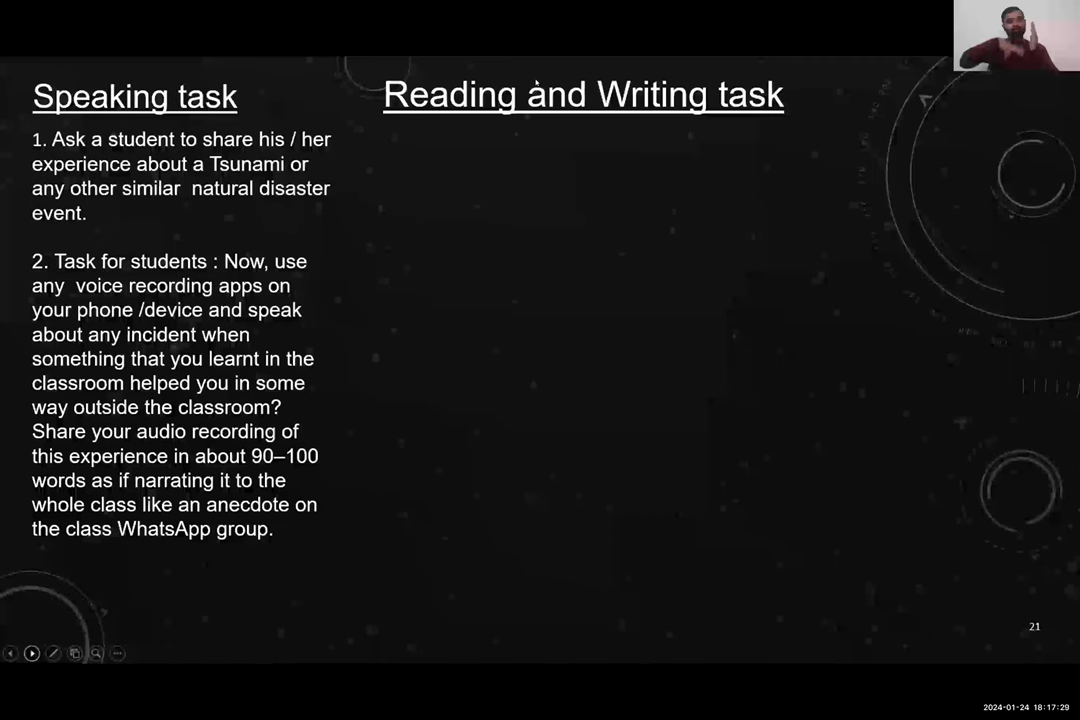 Speaking task
1. Ask a student to share his / her
experience about a Tsunami or
any other similar natural disaster
event.
2. Task for students : Now, use
any voice recording apps on
your phone /device and speak
about any incident when
something that you learnt in the
classroom helped you in some
way outside the classroom?
Share your audio recording of
this experience in about 90–100
words as if narrating it to the
whole class like an anecdote on
the class WhatsApp group.
Reading and Writing task
21
2024-01-24 18:17:29